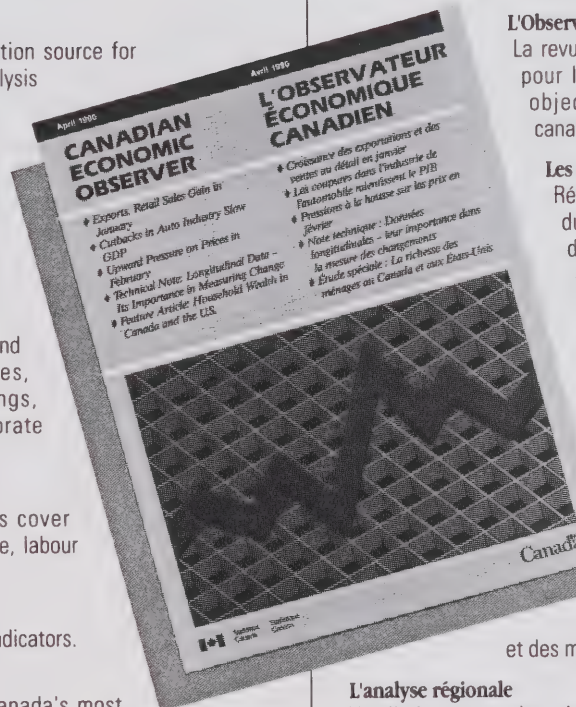 tion source for
lysis
nd
es,
ngs,
orate
s cover
e, labour
dicators.
anada's most
April 1990
CANADIAN
ECONOMIC
OBSERVER
♦ Exports, Retail Sales Gain in
January
♦ Cutbacks in Auto Industry Slow
GDP
♦ Upward Pressure on Prices in
February
♦ Technical Note: Longitudinal Data –
Its Importance in Measuring Change
♦ Feature Article: Household Wealth in
Canada and the U.S.
Avril 1990
L'OBSERVATEUR
ÉCONOMIQUE
CANADIEN
♦ Croissance des exportations et des
ventes au détail en janvier
♦ Les coupures dans l'industrie de
l'automobile ralentissent le PIB
♦ Pressions à la hausse sur les prix en
février
♦ Note technique : Données
longitudinales – leur importance dans
la mesure des changements
♦ Étude spéciale : La richesse des
ménages au Canada et aux États-Unis
Statistics Statistique
Canada Canada
Canad
L'Observ
La revu
pour l
objec
cana
Les
Ré
du
d
et des m
L'analyse régionale